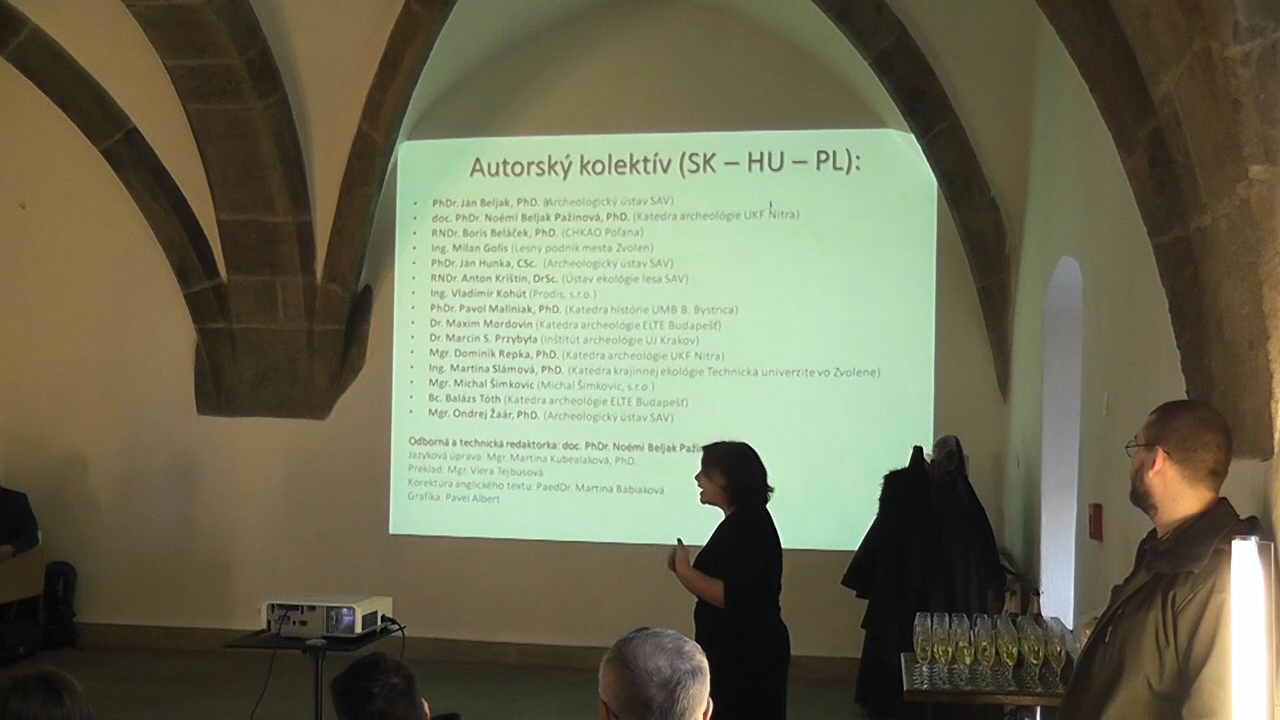 Autorský kolektív (SK – HU – PL):
• PhDr. Ján Beljak, PhD. (Archeologický ústav SAV)
• doc. PhDr. Noémi Beljak Pažinová, PhD. (Katedra archeológie UKF Nitra)
• RNDr. Boris Beláček, PhD. (CHKAO Poľana)
• Ing. Milan Golis (Lesný podnik mesta Zvolen)
• PhDr. Ján Hunka, CSc. (Archeologický ústav SAV)
• RNDr. Anton Krištín, DrSc. (Ústav ekológie lesa SAV)
• Ing. Vladimír Kohút (Prodis, s.r.o.)
• PhDr. Pavol Maliniak, PhD. (Katedra histórie UMB B. Bystrica)
• Dr. Maxim Mordovin (Katedra archeológie ELTE Budapešť)
• Dr. Marcin S. Przybyła (Inštitút archeológie UJ Krakov)
• Mgr. Dominik Repka, PhD. (Katedra archeológie UKF Nitra)
• Ing. Martina Slámová, PhD. (Katedra krajinnej ekológie Technická univerzite vo Zvolene)
• Mgr. Michal Šimkovic (Michal Šimkovic, s.r.o.)
• Bc. Balázs Tóth (Katedra archeológie ELTE Budapešť)
• Mgr. Ondrej Žaár, PhD. (Archeologický ústav SAV)
Odborná a technická redaktorka: doc. PhDr. Noémi Beljak
Jazyková úprava: Mgr. Martina Kubealaková, PhD.
Preklad: Mgr. Viera Tejbusová
Korektúra anglického textu: PaedDr. Martina Babiaková
Grafika: Pavel Albert